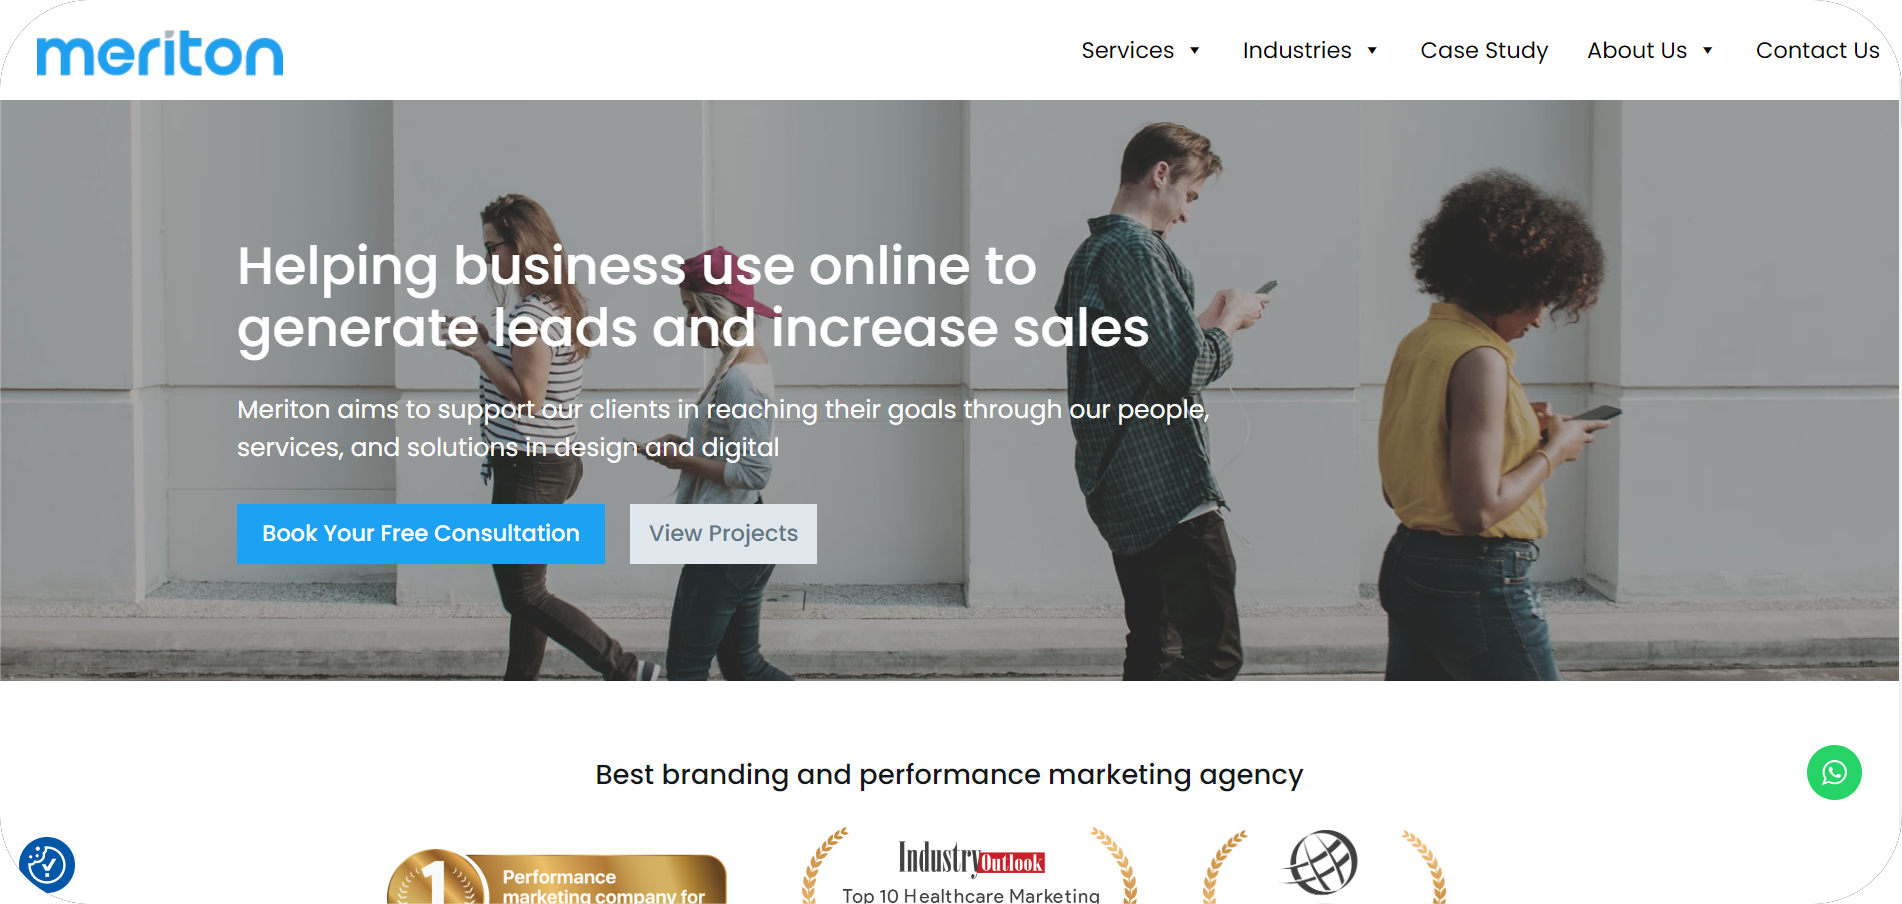 meriton
Services
Industries
Case Study
About Us
Contact Us
Helping business use online to
generate leads and increase sales
Meriton aims to support our clients in reaching their goals through our people,
services, and solutions in design and digital
Book Your Free Consultation
View Projects
Best branding and performance marketing agency
1
Performance
marketing company for
Industry Outlook
Top 10 Healthcare Marketing